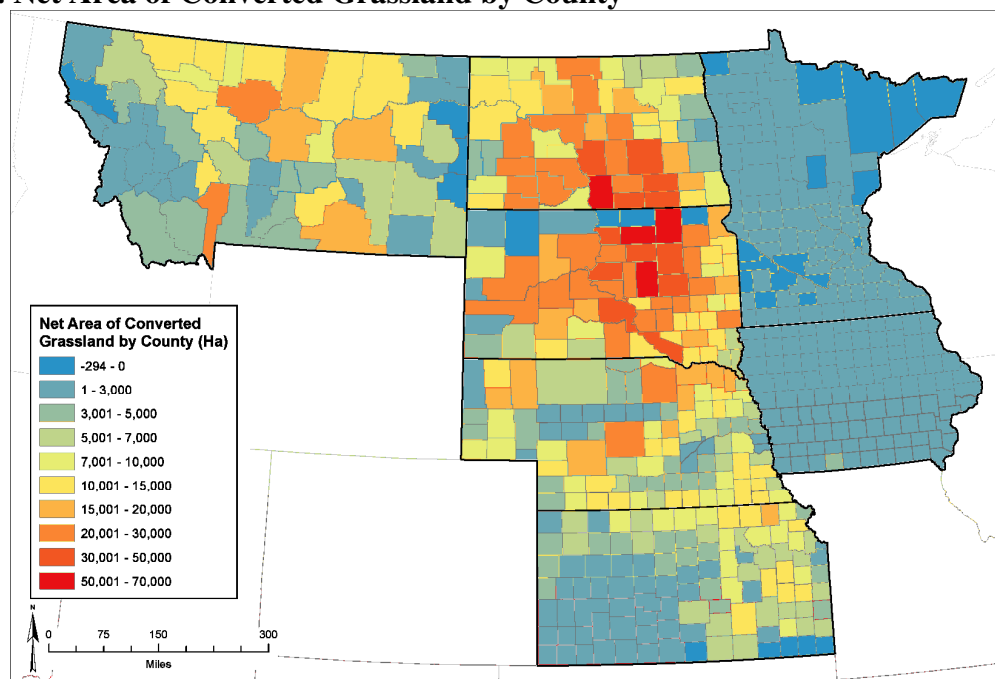 . Net Area of Converted Grassland by County
Net Area of Converted
Grassland by County (Ha)
-294 - 0
1 - 3,000
3,001 - 5,000
5,001 - 7,000
7,001 - 10,000
10,001 - 15,000
15,001 - 20,000
20,001 - 30,000
30,001 - 50,000
50,001 - 70,000
N
0 75 150 300
Miles